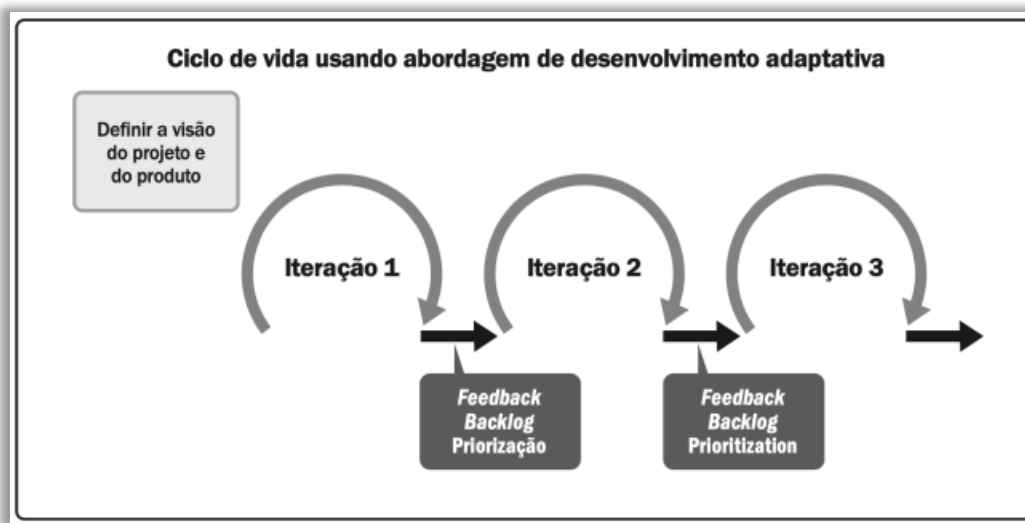 Ciclo de vida usando abordagem de desenvolvimento adaptativa
Definir a visão
do projeto e
do produto
Iteração 1
Iteração 2
Iteração 3
Feedback
Backlog
Priorização
Feedback
Backlog
Prioritization